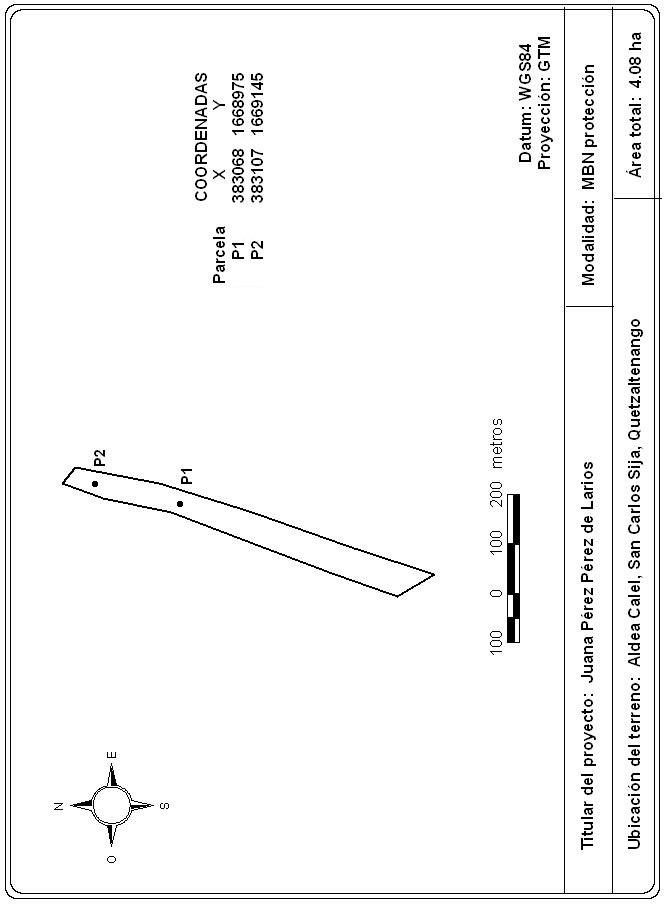 N
O
E
S
P2
P1
COORDENADAS
Parcela X Y
P1 383068 1668975
P2 383107 1669145
100 0 100 200 metros
Datum: WGS84
Proyección: GTM
Titular del proyecto: Juana Pérez Pérez de Larios
Modalidad: MBN protección
Ubicación del terreno: Aldea Calel, San Carlos Sija, Quetzaltenango
Área total: 4.08 ha